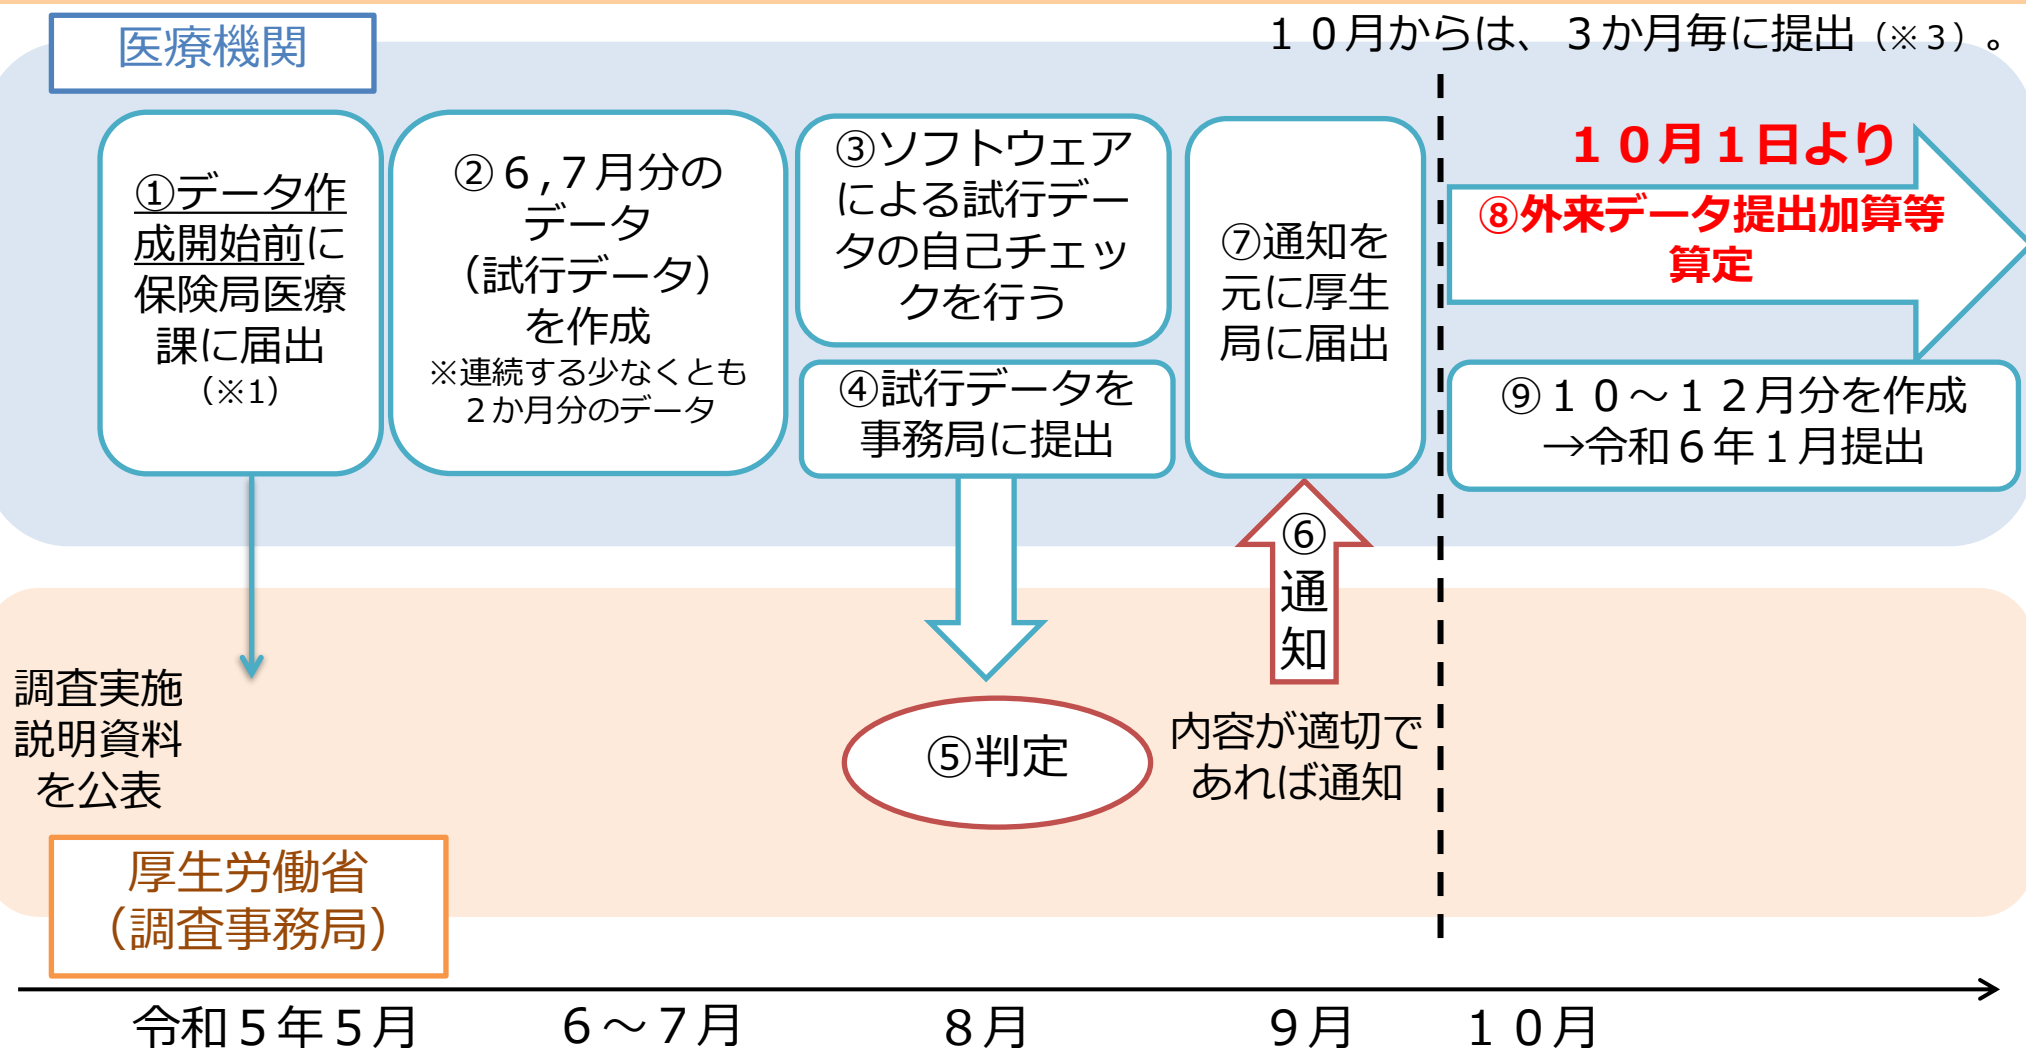 医療機関
１０月からは、３か月毎に提出（※３）。
①データ作
成開始前に
保険局医療
課に届出
（※1）
②６,７月分の
データ
（試行データ）
を作成
※連続する少なくとも
２か月分のデータ
③ソフトウェア
による試行デー
タの自己チェッ
クを行う
④試行データを
事務局に提出
⑦通知を
元に厚生
局に届出
１０月１日より
⑧外来データ提出加算等
算定
⑨１０～１２月分を作成
→令和６年１月提出
⑥
通
知
調査実施
説明資料
を公表
⑤判定
内容が適切で
あれば通知
厚生労働省
（調査事務局）
令和５年５月
６～７月
８月
９月
１０月